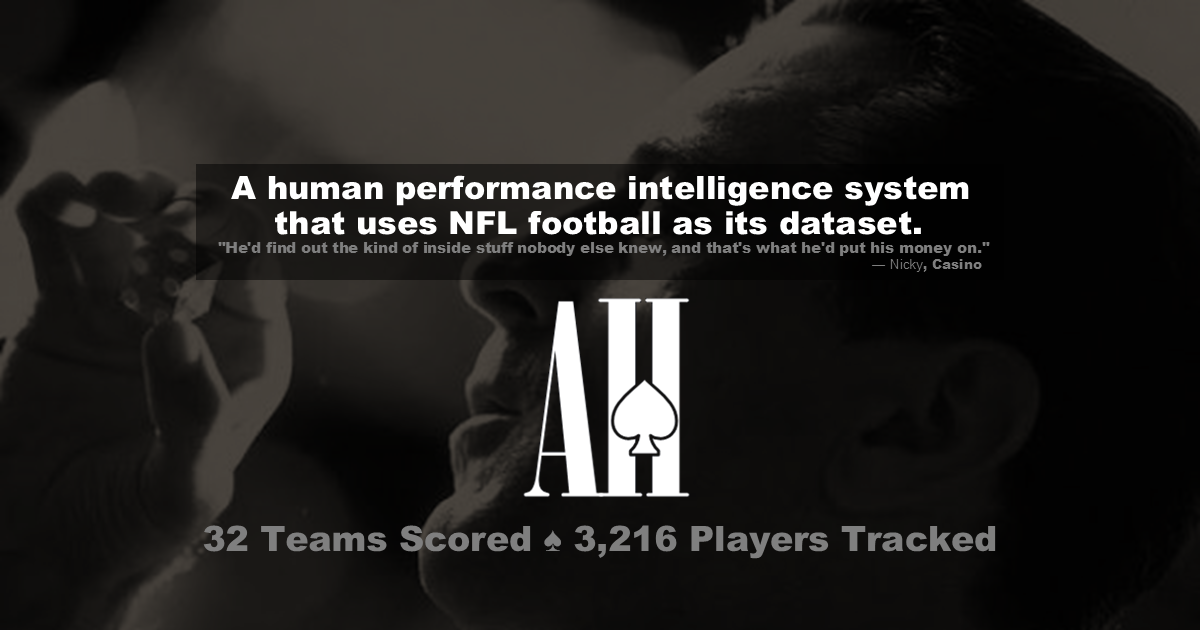 A human performance intelligence system
that uses NFL football as its dataset.
"He'd find out the kind of inside stuff nobody else knew, and that's what he'd put his money on."
— Nicky, Casino
AH
32 Teams Scored ♠ 3,216 Players Tracked